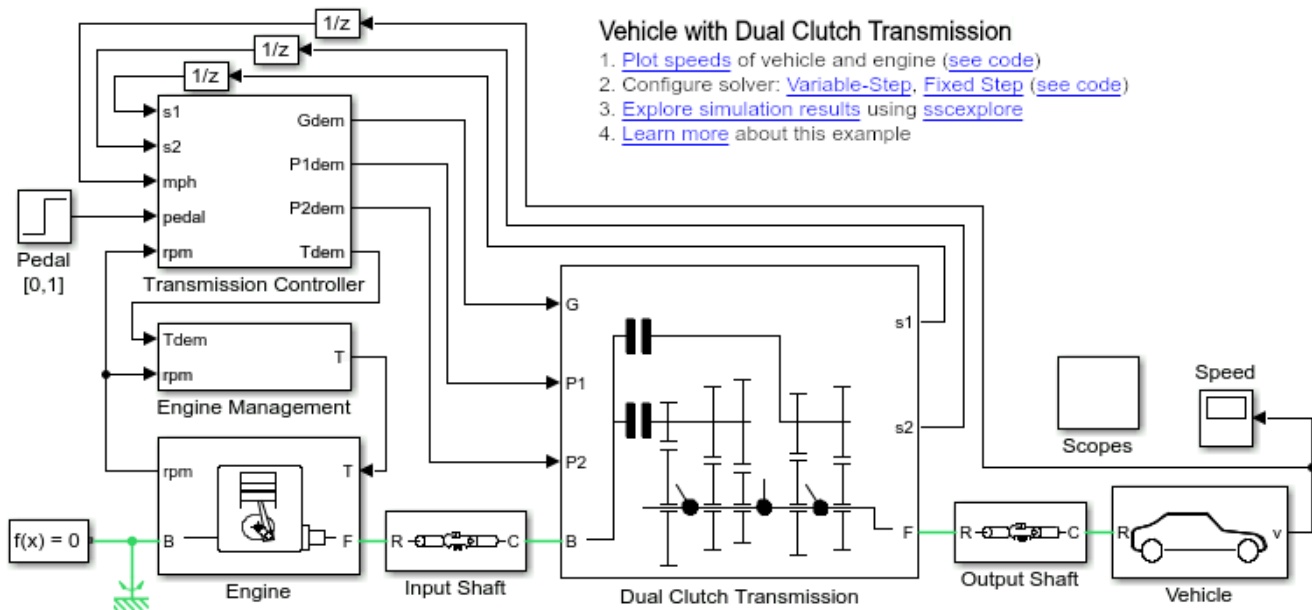 Vehicle with Dual Clutch Transmission
1. Plot speeds of vehicle and engine (see code)
2. Configure solver: Variable-Step, Fixed Step (see code)
3. Explore simulation results using sscexplore
4. Learn more about this example
1/z
1/z
1/z
s1
s2
mph
pedal
rpm
Gdem
P1dem
P2dem
Tdem
Transmission Controller
Pedal
[0,1]
Tdem
rpm
T
Engine Management
rpm
T
B
F
Engine
f(x) = 0
R
C
Input Shaft
G
P1
P2
B
s1
s2
F
Dual Clutch Transmission
R
C
Output Shaft
Scopes
Speed
R
v
Vehicle